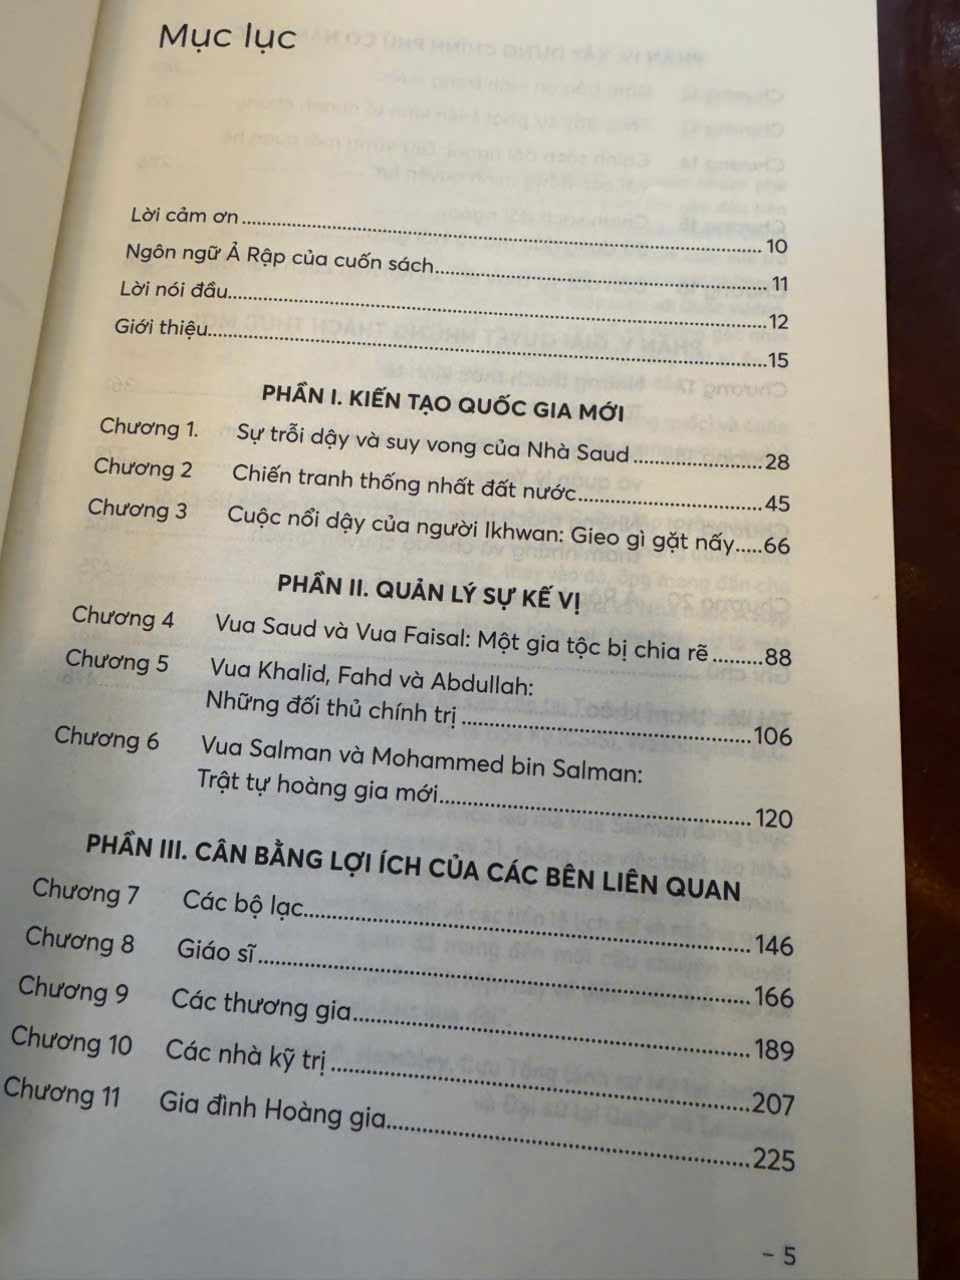 Mục lục
Lời cảm ơn........10
Ngôn ngữ Ả Rập của cuốn sách........11
Lời nói đầu........12
Giới thiệu........15
PHẦN I. KIẾN TẠO QUỐC GIA MỚI
Chương 1. Sự trỗi dậy và suy vong của Nhà Saud........28
Chương 2 Chiến tranh thống nhất đất nước........45
Chương 3 Cuộc nổi dậy của người Ikhwan: Gieo gì gặt nấy.....66
PHẦN II. QUẢN LÝ SỰ KẾ VỊ
Chương 4 Vua Saud và Vua Faisal: Một gia tộc bị chia rẽ.........88
Chương 5 Vua Khalid, Fahd và Abdullah:
Những đối thủ chính trị........106
Chương 6 Vua Salman và Mohammed bin Salman:
Trật tự hoàng gia mới........120
PHẦN III. CÂN BẰNG LỢI ÍCH CỦA CÁC BÊN LIÊN QUAN
Chương 7 Các bộ lạc........146
Chương 8 Giáo sĩ........166
Chương 9 Các thương gia........189
Chương 10 Các nhà kỹ trị........207
Chương 11 Gia đình Hoàng gia........225
– 5